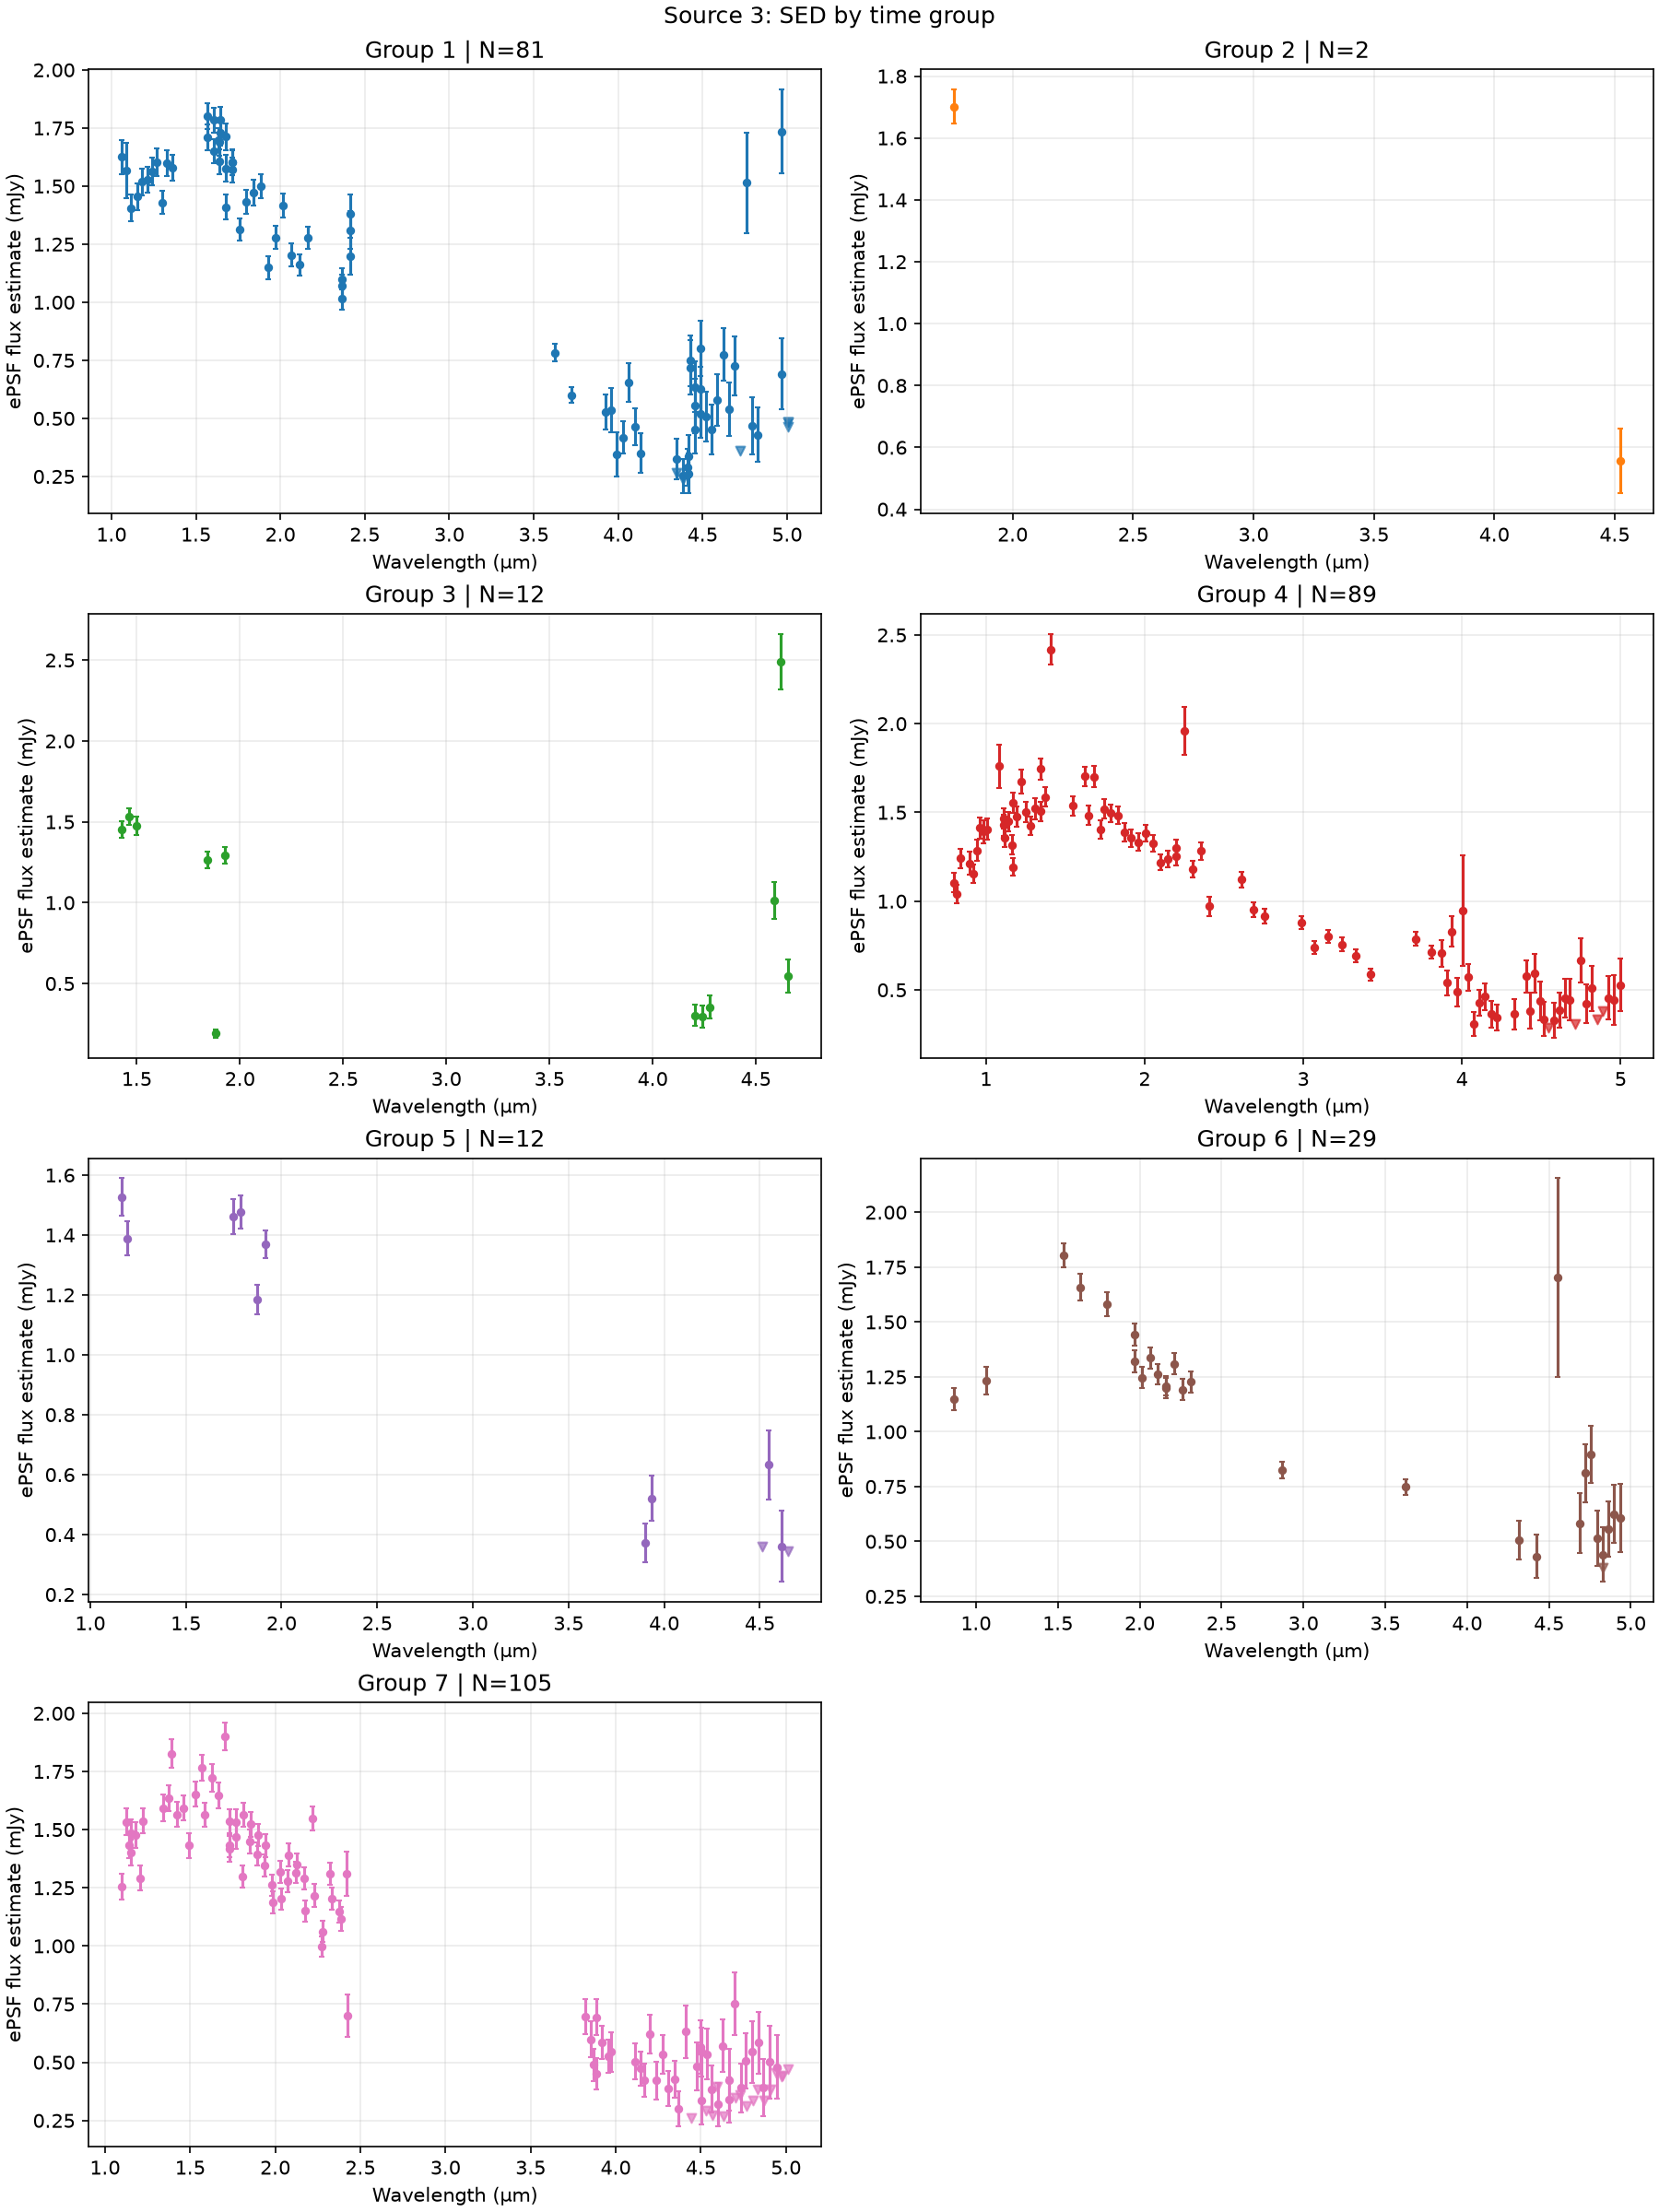 Source 3: SED by time group
Group 1 | N=81
ePSF flux estimate (mJy)
2.00
1.75
1.50
1.25
1.00
0.75
0.50
0.25
1.0 1.5 2.0 2.5 3.0 3.5 4.0 4.5 5.0
Wavelength (µm)
Group 2 | N=2
ePSF flux estimate (mJy)
1.8
1.6
1.4
1.2
1.0
0.8
0.6
0.4
2.0 2.5 3.0 3.5 4.0 4.5
Wavelength (µm)
Group 3 | N=12
ePSF flux estimate (mJy)
2.5
2.0
1.5
1.0
0.5
1.5 2.0 2.5 3.0 3.5 4.0 4.5
Wavelength (µm)
Group 4 | N=89
ePSF flux estimate (mJy)
2.5
2.0
1.5
1.0
0.5
1 2 3 4 5
Wavelength (µm)
Group 5 | N=12
ePSF flux estimate (mJy)
1.6
1.4
1.2
1.0
0.8
0.6
0.4
0.2
1.0 1.5 2.0 2.5 3.0 3.5 4.0 4.5
Wavelength (µm)
Group 6 | N=29
ePSF flux estimate (mJy)
2.00
1.75
1.50
1.25
1.00
0.75
0.50
0.25
1.0 1.5 2.0 2.5 3.0 3.5 4.0 4.5 5.0
Wavelength (µm)
Group 7 | N=105
ePSF flux estimate (mJy)
2.00
1.75
1.50
1.25
1.00
0.75
0.50
0.25
1.0 1.5 2.0 2.5 3.0 3.5 4.0 4.5 5.0
Wavelength (µm)